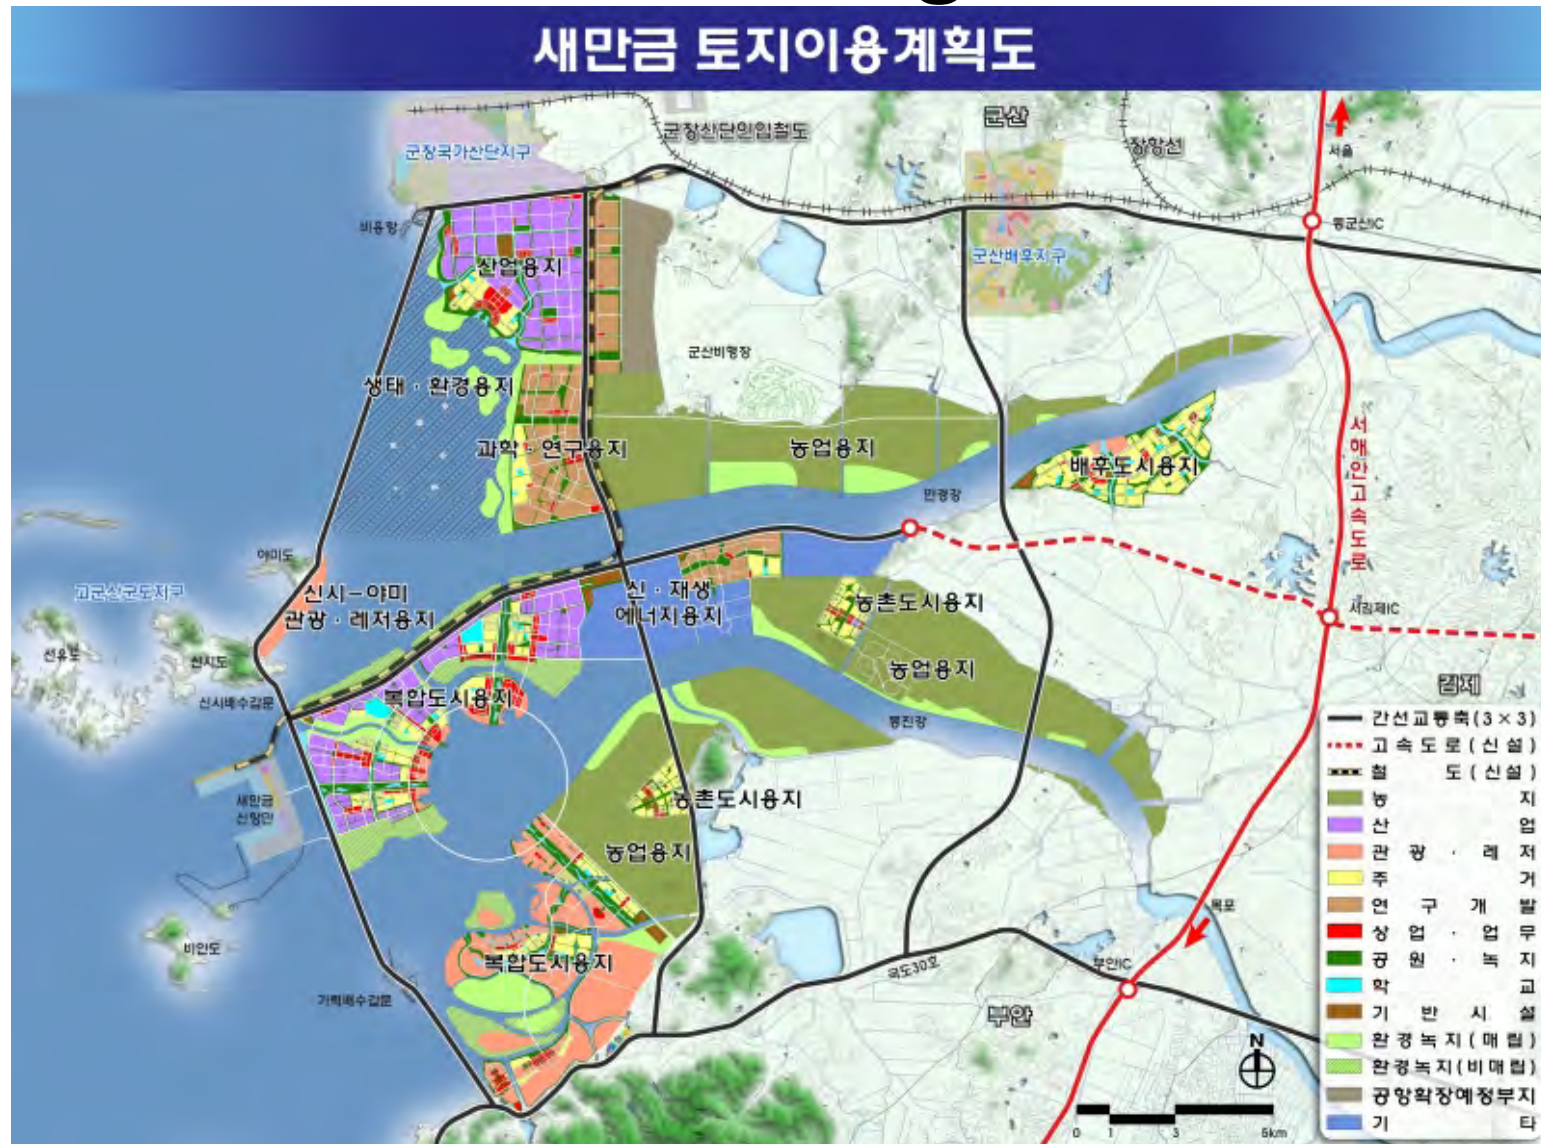 새만금 토지이용계획도
군장산단인입철도
군산
장항선
서울
군장국가산단지구
비응항
동군산IC
산업용지
군산배후지구
군산비행장
생태·환경용지
과학·연구용지
농업용지
배후도시용지
서해안고속도로
만경강
야미도
고군산군도지구
신시-야미
관광·레저용지
신·재생
에너지용지
농촌도시용지
서김제IC
선유도
신시도
농업용지
김제
신시배수갑문
복합도시용지
동진강
새만금
신항만
농촌도시용지
농업용지
비안도
복합도시용지
가력배수갑문
국도30호
부안IC
목포
부안
간선교통축(3×3)
고속도로(신설)
철도(신설)
농지
산업
관광·레저
주거
연구개발
상업·업무
공원·녹지
학교
기반시설
환경녹지(매립)
환경녹지(비매립)
공항확장예정부지
기타
N
0 1 3 6km